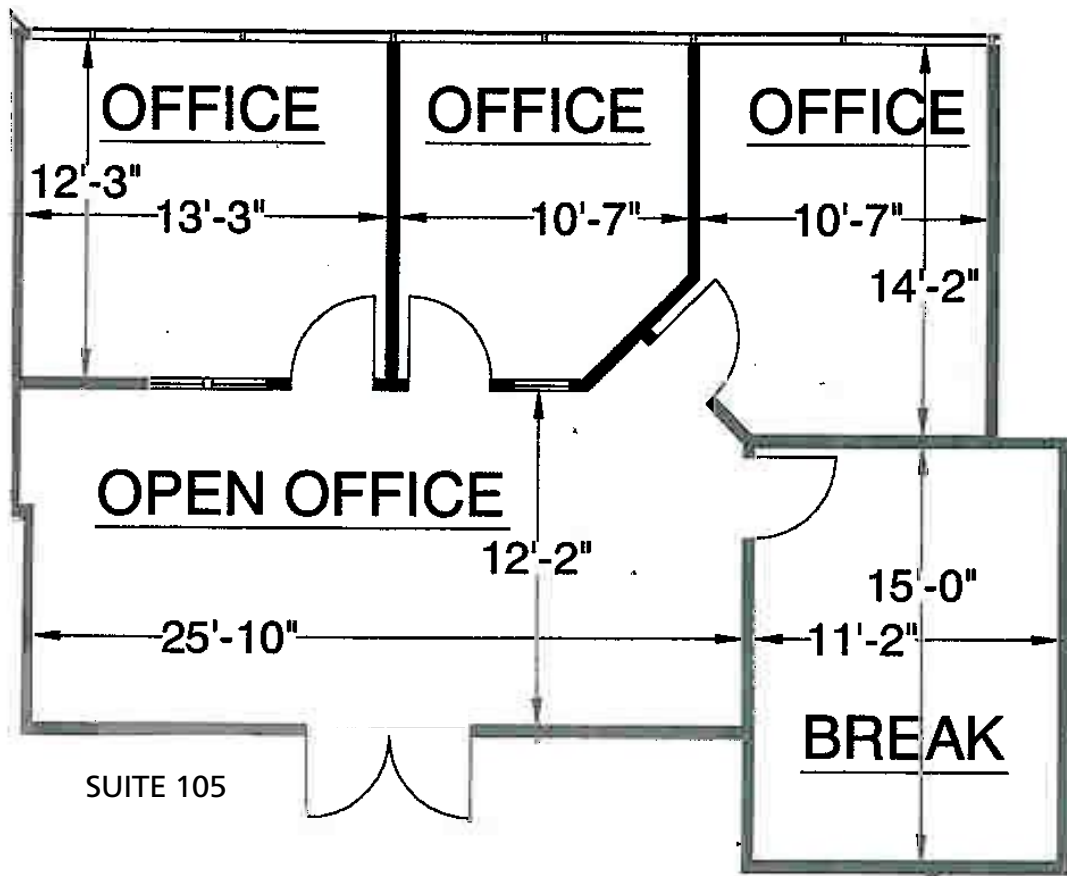 OFFICE
OFFICE
OFFICE
12'-3"
13'-3"
10'-7"
10'-7"
14'-2"
OPEN OFFICE
12'-2"
15'-0"
25'-10"
11'-2"
BREAK
SUITE 105